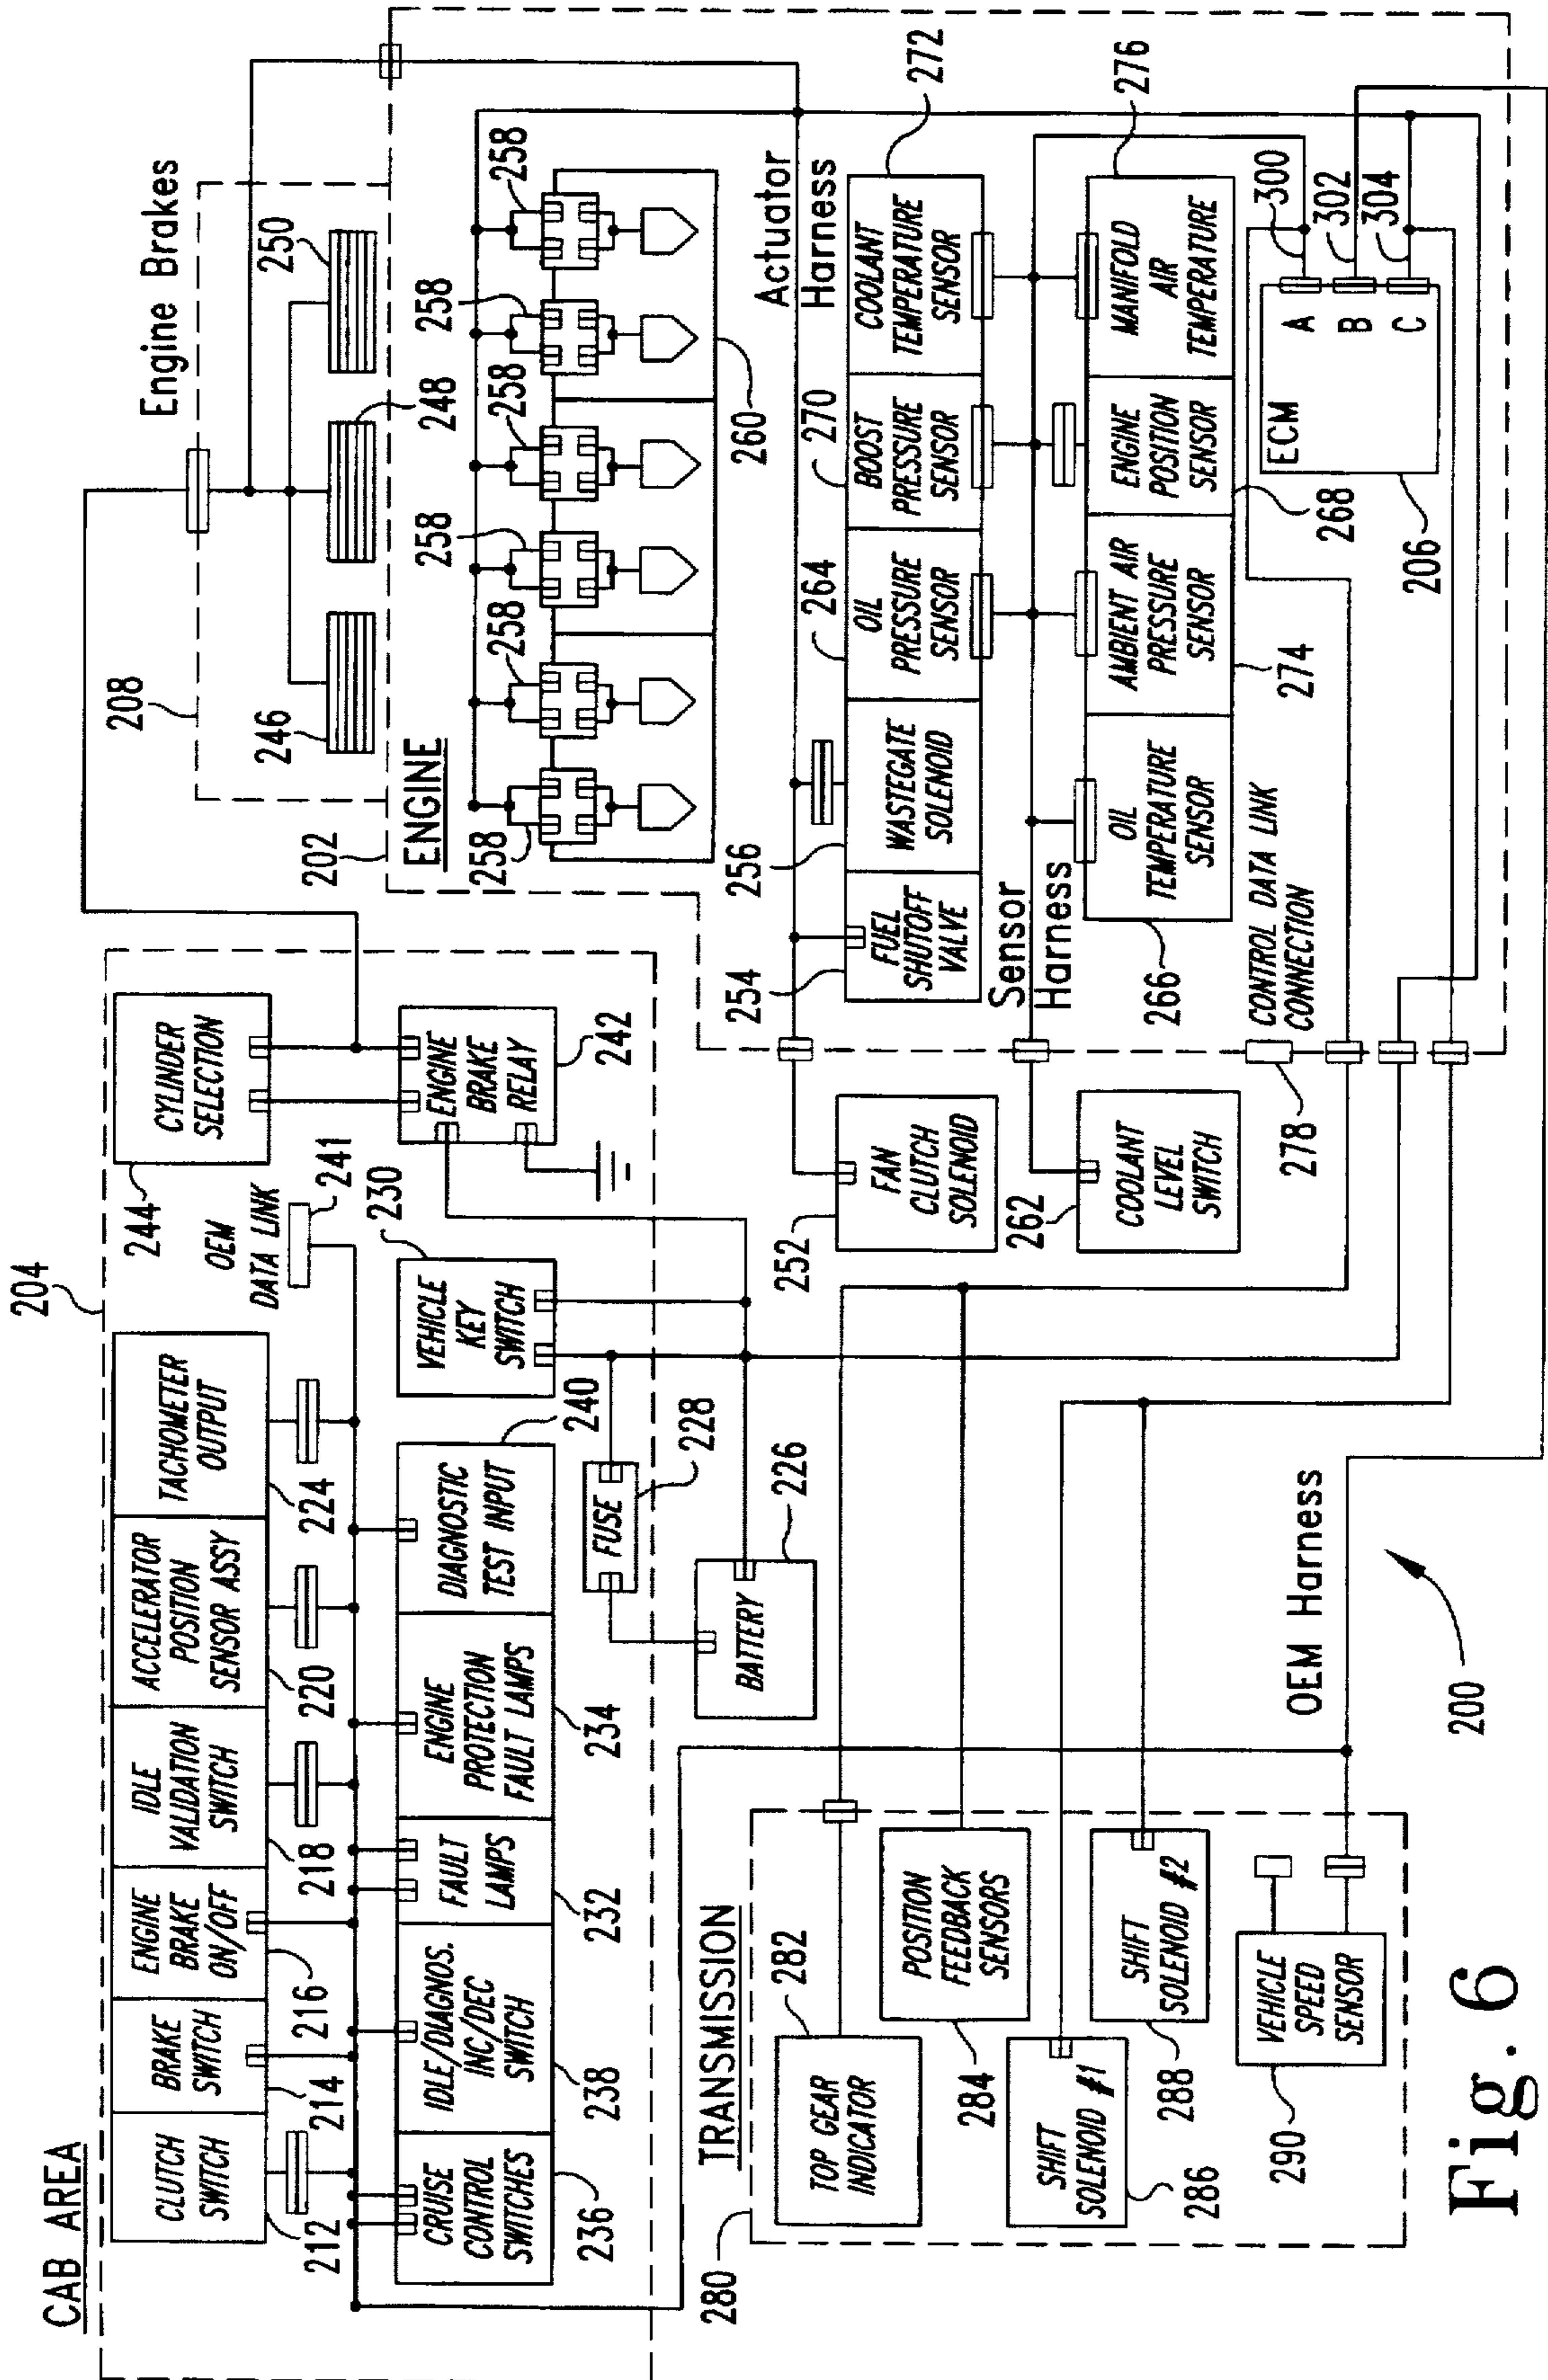 CAB AREA
204
CLUTCH
SWITCH
BRAKE
SWITCH
ENGINE
BRAKE
ON/OFF
IDLE
VALIDATION
SWITCH
ACCELERATOR
POSITION
SENSOR ASSY
TACHOMETER
OUTPUT
212
214
216
218
220
224
OEM
DATA LINK
241
244
CYLINDER
SELECTION
CRUISE
CONTROL
SWITCHES
IDLE/DIAGNOS.
INC/DEC
SWITCH
FAULT
LAMPS
ENGINE
PROTECTION
FAULT LAMPS
DIAGNOSTIC
TEST INPUT
236
238
232
234
240
VEHICLE
KEY
SWITCH
230
ENGINE
BRAKE
RELAY
242
FUSE
228
BATTERY
226
Engine Brakes
208
246
248
250
202
ENGINE
258
258
258
258
258
258
260
Actuator
Harness
254
256
264
270
272
FUEL
SHUTOFF
VALVE
WASTEGATE
SOLENOID
OIL
PRESSURE
SENSOR
BOOST
PRESSURE
SENSOR
COOLANT
TEMPERATURE
SENSOR
Sensor
Harness
OIL
TEMPERATURE
SENSOR
AMBIENT AIR
PRESSURE
SENSOR
ENGINE
POSITION
SENSOR
MANIFOLD
AIR
TEMPERATURE
266
274
268
276
CONTROL DATA LINK
CONNECTION
278
ECM
A
B
C
206
300
302
304
252
FAN
CLUTCH
SOLENOID
262
COOLANT
LEVEL
SWITCH
TRANSMISSION
280
TOP GEAR
INDICATOR
282
POSITION
FEEDBACK
SENSORS
284
SHIFT
SOLENOID #1
286
SHIFT
SOLENOID #2
288
VEHICLE
SPEED
SENSOR
290
OEM Harness
200
Fig. 6